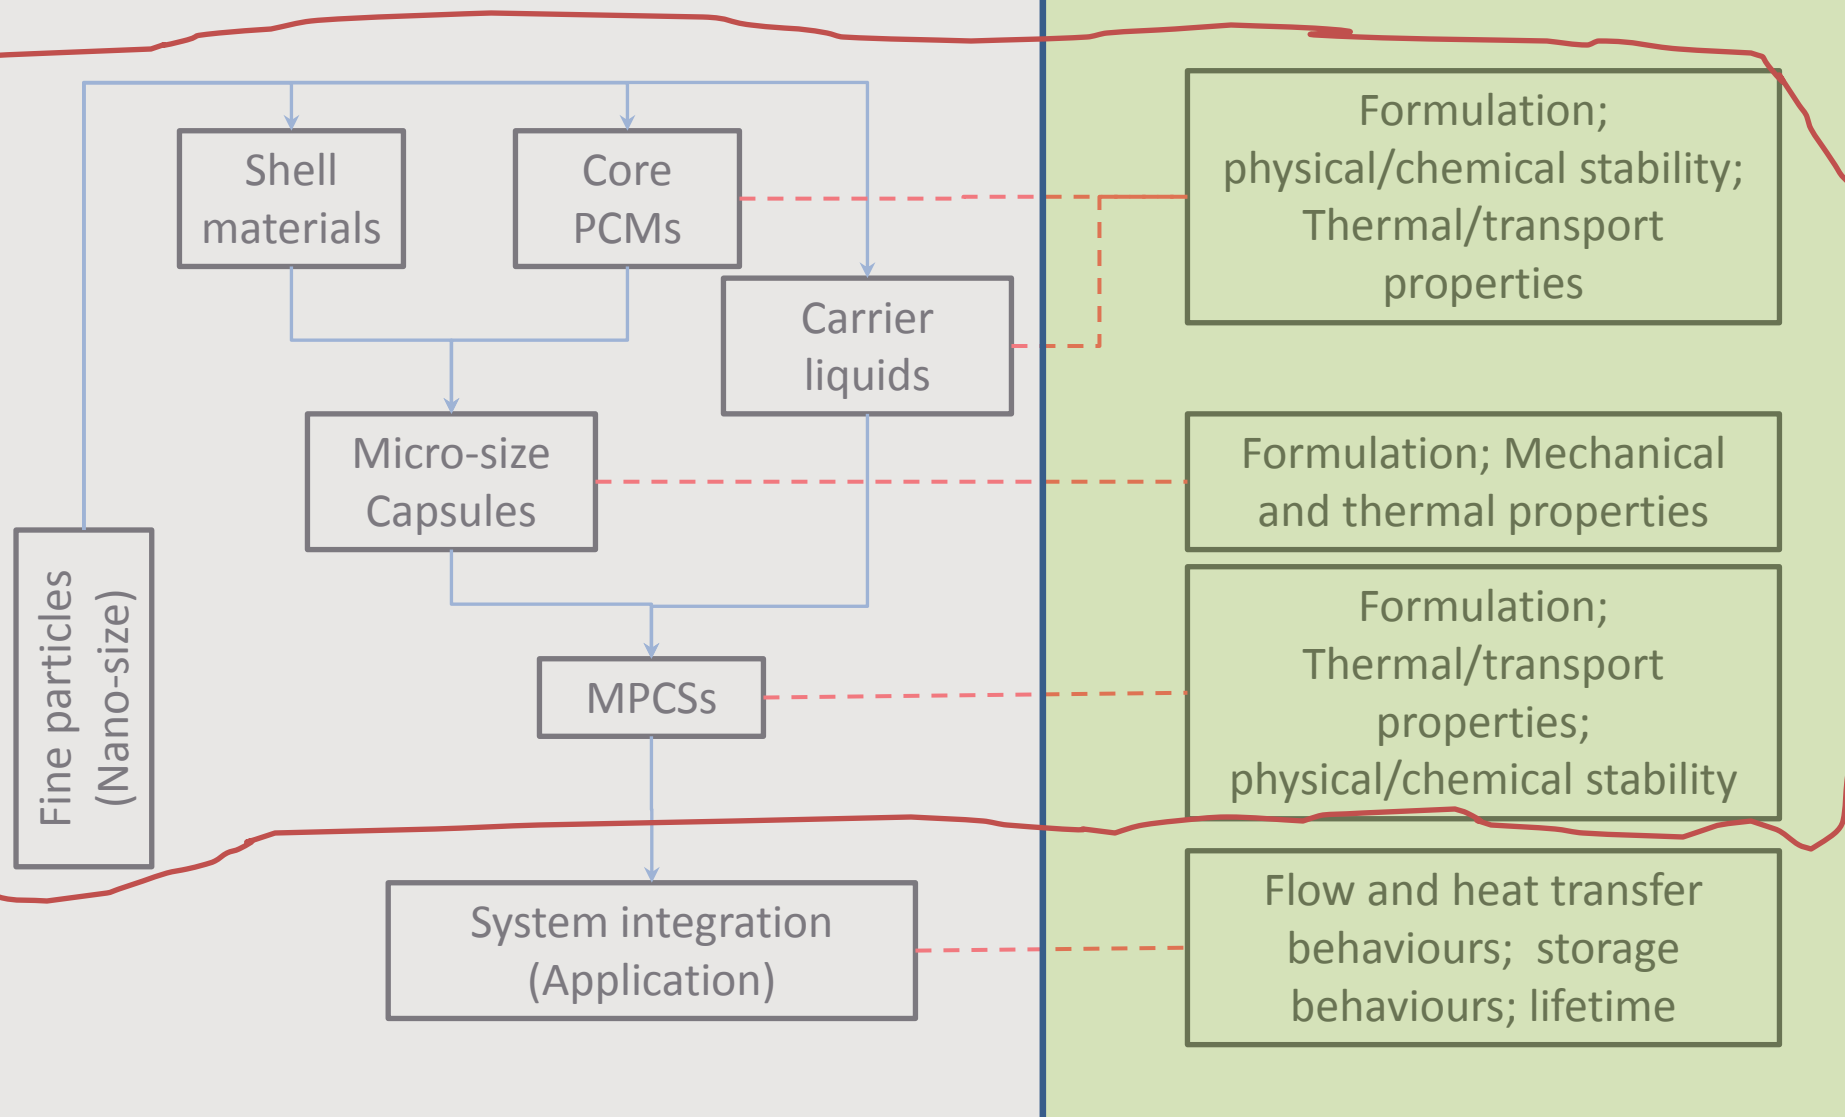 Shell
materials
Core
PCMs
Carrier
liquids
Micro-size
Capsules
Fine particles
(Nano-size)
MPCSs
System integration
(Application)
Formulation;
physical/chemical stability;
Thermal/transport
properties
Formulation; Mechanical
and thermal properties
Formulation;
Thermal/transport
properties;
physical/chemical stability
Flow and heat transfer
behaviours;  storage
behaviours; lifetime